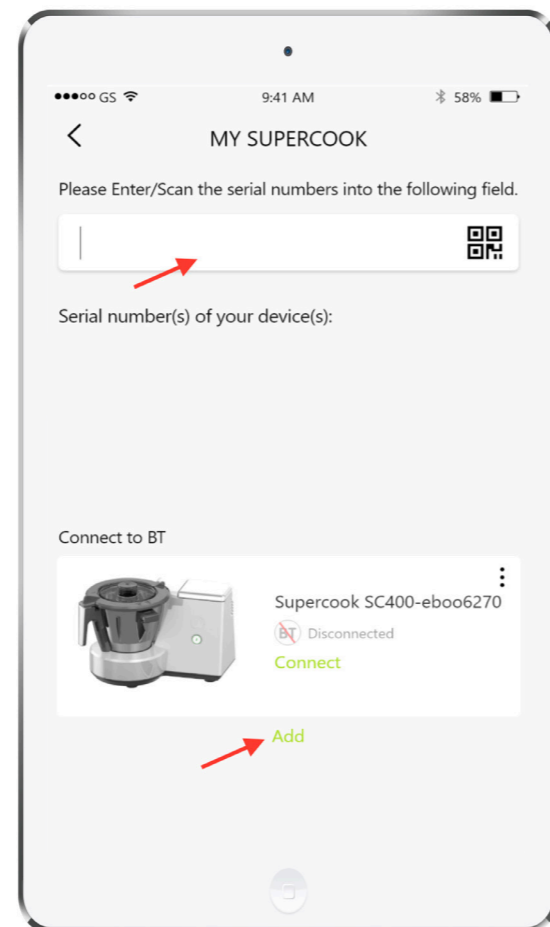 GS 9:41 AM 58%
MY SUPERCOOK
Please Enter/Scan the serial numbers into the following field.
Serial number(s) of your device(s):
Connect to BT
Supercook SC400-eboo6270
BT Disconnected
Connect
Add